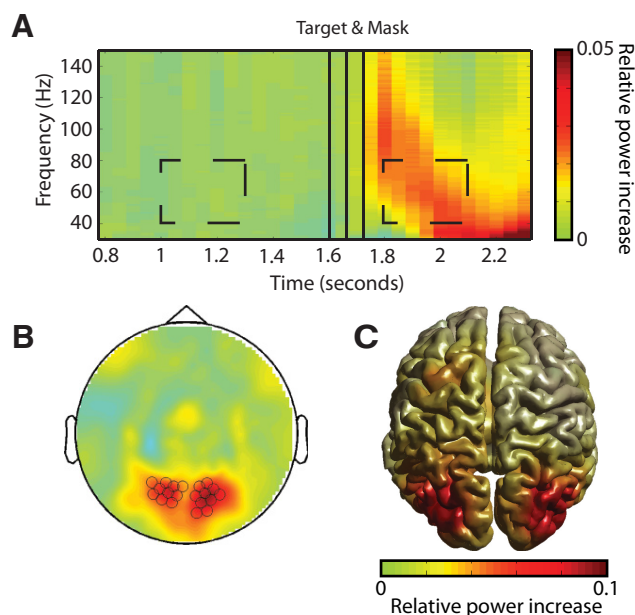 A
Target & Mask
140
120
100
80
60
40
Frequency (Hz)
0.8
1
1.2
1.4
1.6
1.8
2
2.2
Time (seconds)
0.05
0
Relative power increase
B
C
0
0.1
Relative power increase